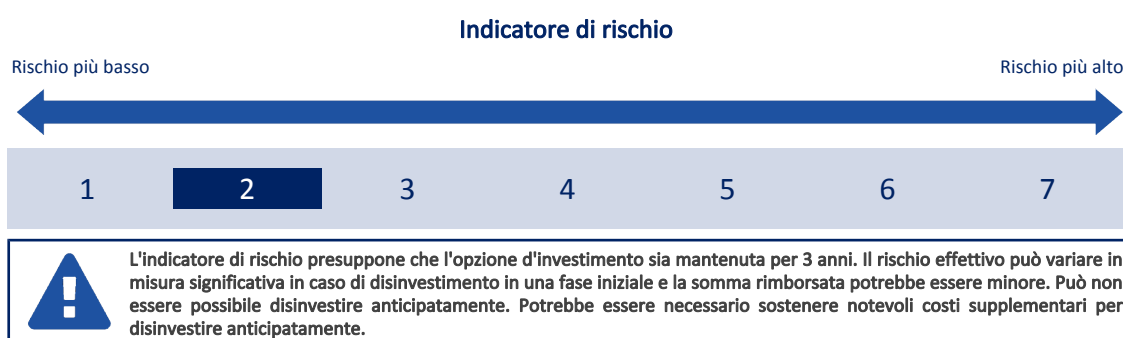 Indicatore di rischio
Rischio più basso
Rischio più alto
1 2 3 4 5 6 7
L'indicatore di rischio presuppone che l'opzione d'investimento sia mantenuta per 3 anni. Il rischio effettivo può variare in
misura significativa in caso di disinvestimento in una fase iniziale e la somma rimborsata potrebbe essere minore. Può non
essere possibile disinvestire anticipatamente. Potrebbe essere necessario sostenere notevoli costi supplementari per
disinvestire anticipatamente.